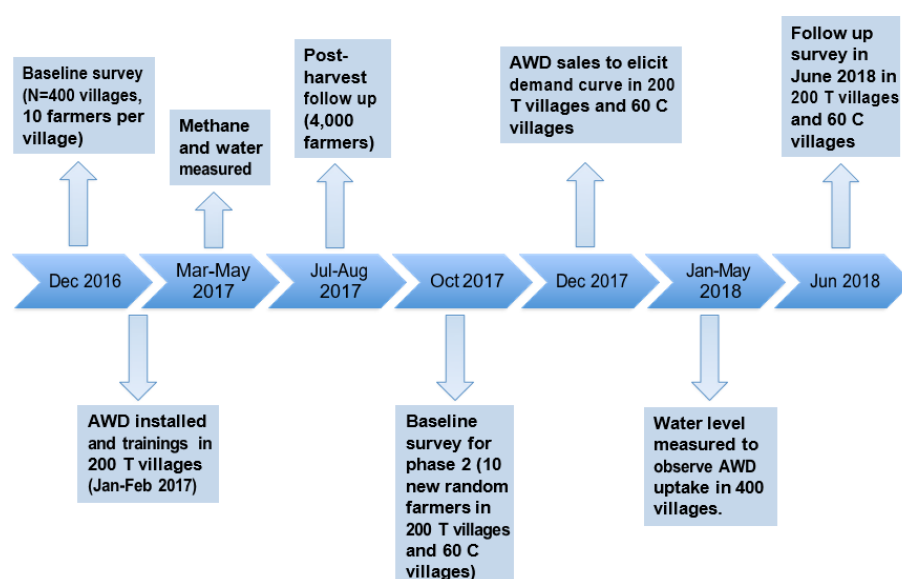 Baseline survey
(N=400 villages,
10 farmers per
village)
Methane
and water
measured
Post-
harvest
follow up
(4,000
farmers)
AWD sales to elicit
demand curve in 200
T villages and 60 C
villages
Follow up
survey in
June 2018 in
200 T villages
and 60 C
villages
Dec 2016
Mar-May
2017
Jul-Aug
2017
Oct 2017
Dec 2017
Jan-May
2018
Jun 2018
AWD installed
and trainings in
200 T villages
(Jan-Feb 2017)
Baseline
survey for
phase 2 (10
new random
farmers in
200 T villages
and 60 C
villages)
Water level
measured to
observe AWD
uptake in 400
villages.